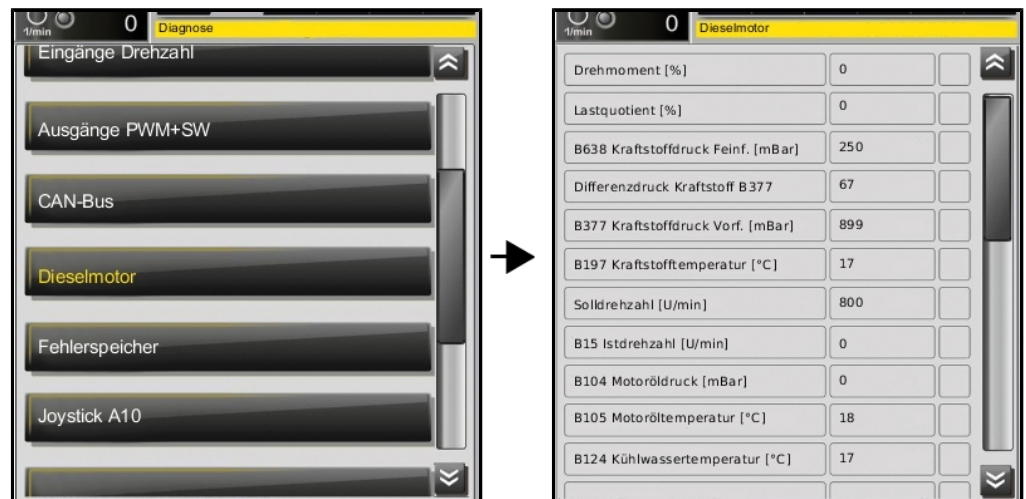 1/min 0 Diagnose
Eingänge Drehzahl
Ausgänge PWM+SW
CAN-Bus
Dieselmotor
Fehlerspeicher
Joystick A10
1/min 0 Dieselmotor
Drehmoment [%] 0
Lastquotient [%] 0
B638 Kraftstoffdruck Feinf. [mBar] 250
Differenzdruck Kraftstoff B377 67
B377 Kraftstoffdruck Vorf. [mBar] 899
B197 Kraftstofftemperatur [°C] 17
Solldrehzahl [U/min] 800
B15 Istdrehzahl [U/min] 0
B104 Motoröldruck [mBar] 0
B105 Motoröltemperatur [°C] 18
B124 Kühlwassertemperatur [°C] 17